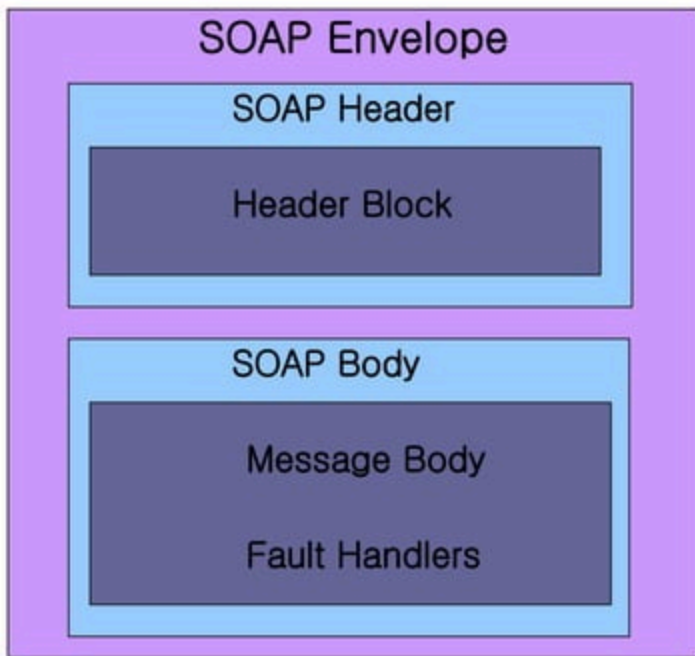 SOAP Envelope
SOAP Header
Header Block
SOAP Body
Message Body
Fault Handlers